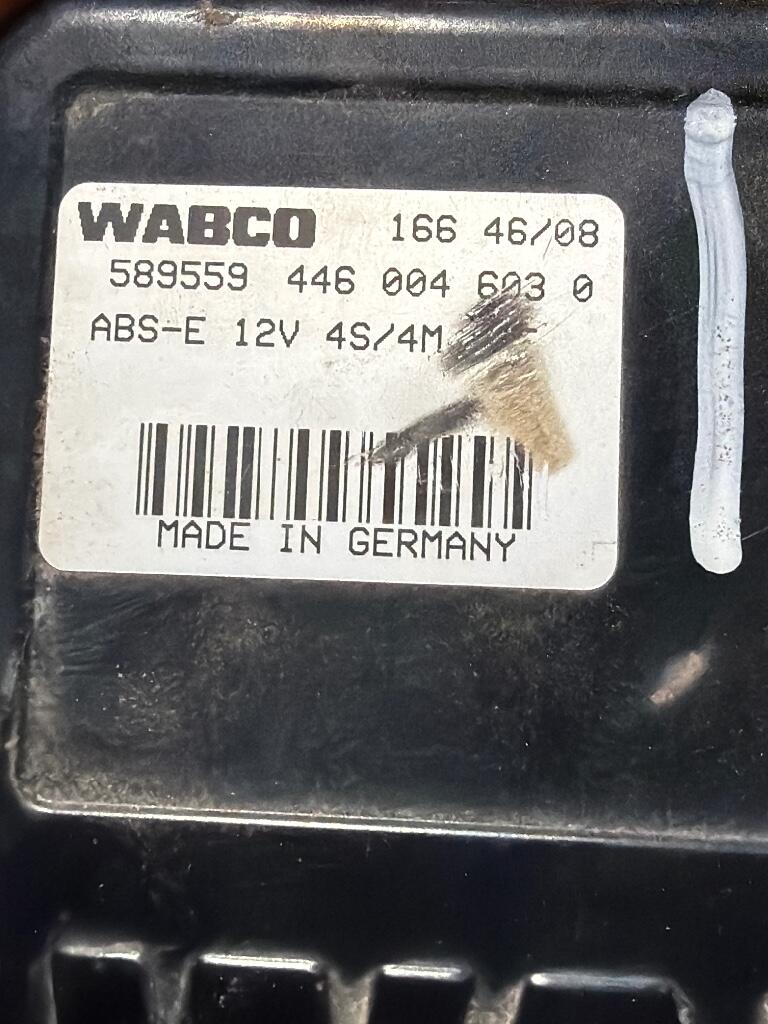 WABCO 166 46/08
589559 446 004 603 0
ABS-E 12V 4S/4M
MADE IN GERMANY